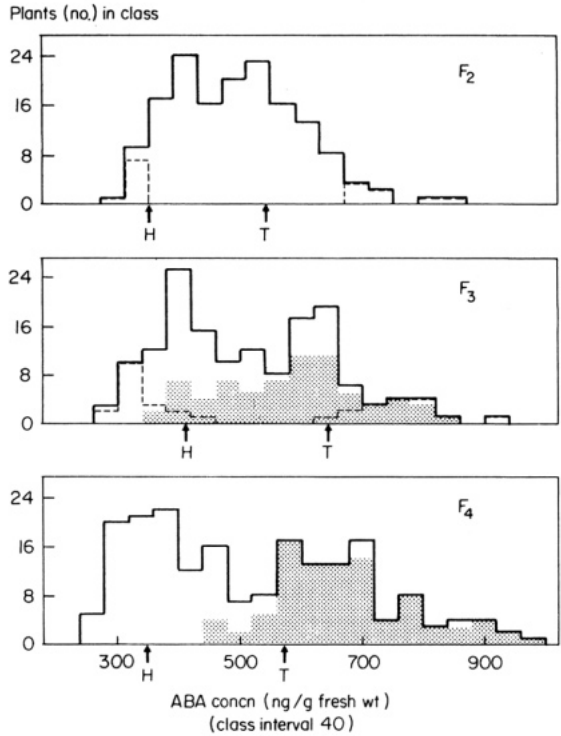 Plants (no.) in class
24
16
8
0
F2
H
T
24
16
8
0
F3
H
T
24
16
8
0
F4
300
500
700
900
H
T
ABA concn (ng/g fresh wt)
(class interval 40)